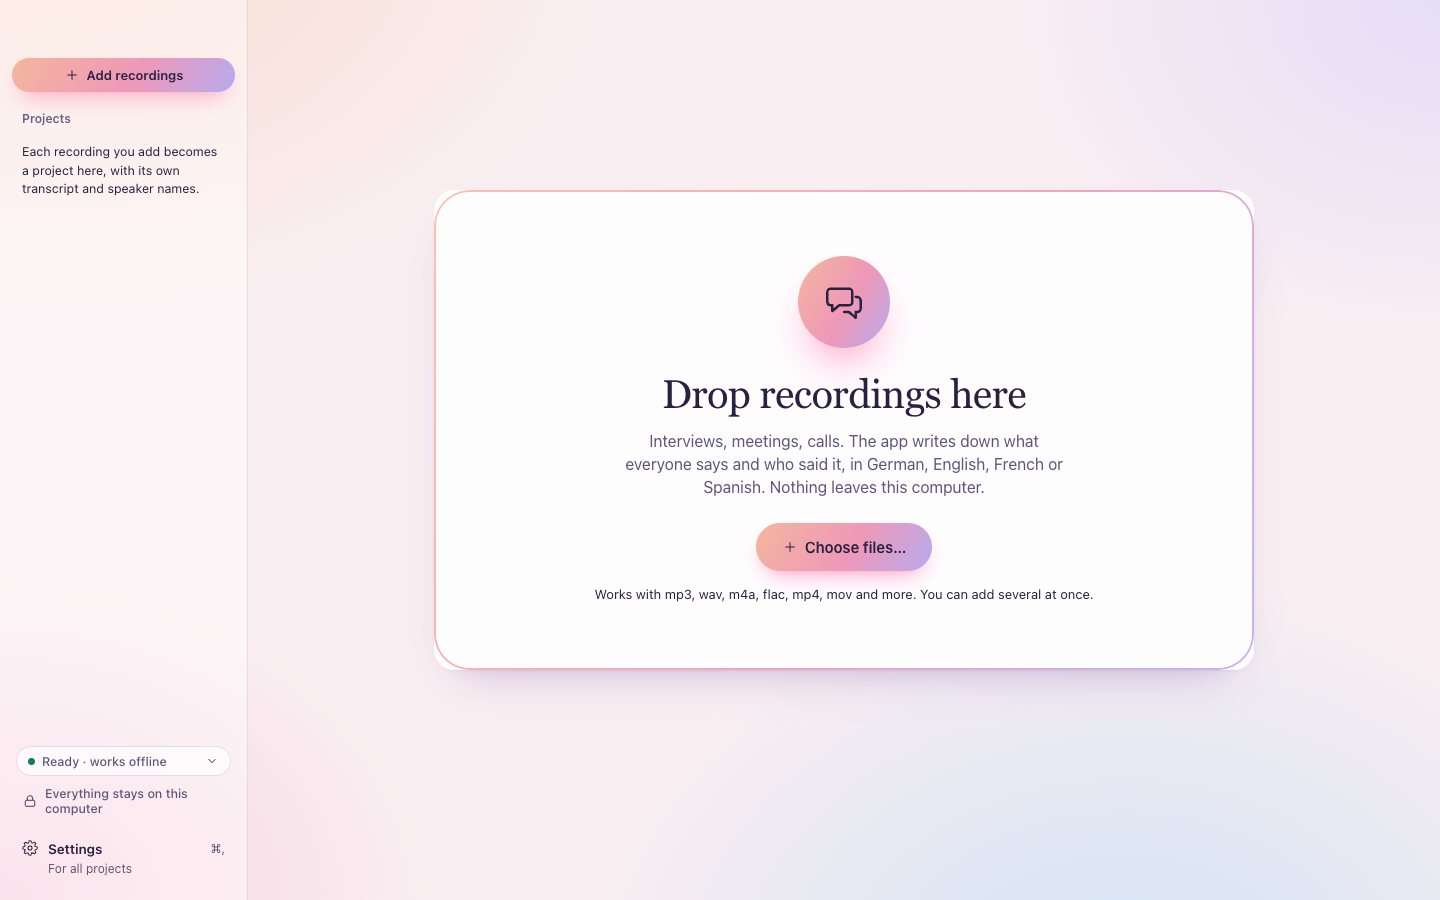 Add recordings
Projects
Each recording you add becomes
a project here, with its own
transcript and speaker names.
Drop recordings here
Interviews, meetings, calls. The app writes down what
everyone says and who said it, in German, English, French or
Spanish. Nothing leaves this computer.
Choose files...
Works with mp3, wav, m4a, flac, mp4, mov and more. You can add several at once.
Ready · works offline
Everything stays on this
computer
Settings ⌘,
For all projects